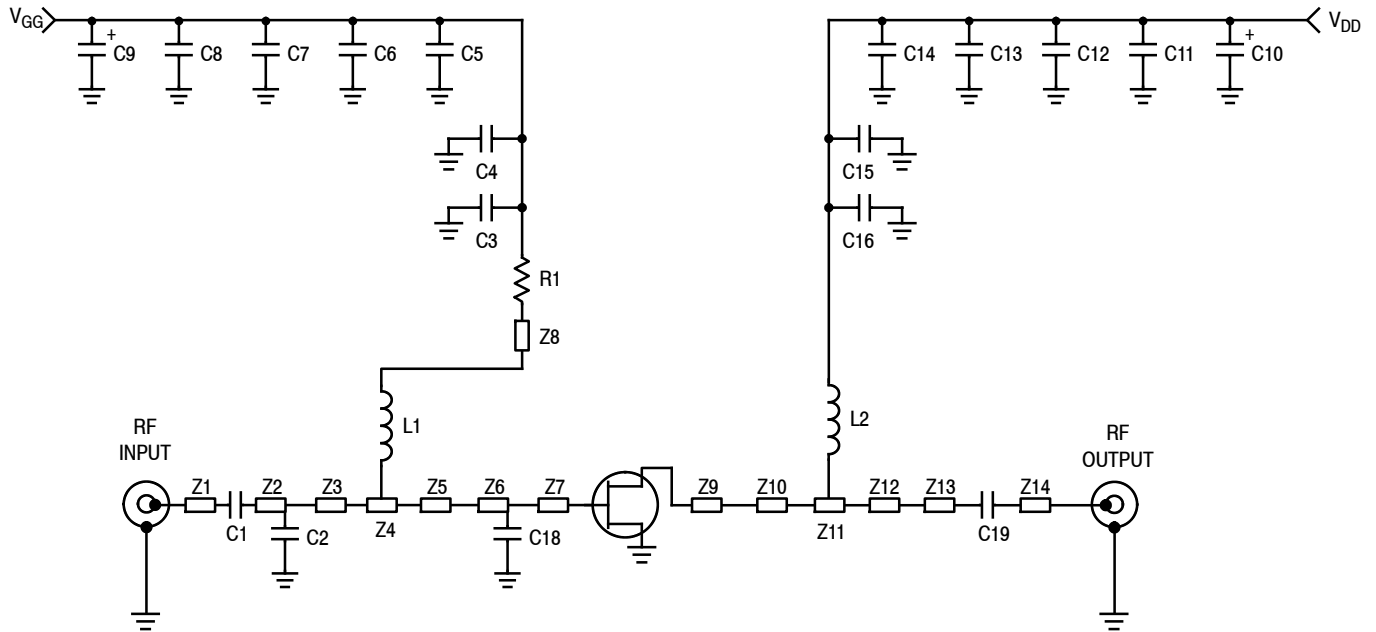 VGG
+
C9
C8
C7
C6
C5
C14
C13
C12
C11
+
C10
VDD
C4
C15
C3
C16
R1
Z8
L1
L2
RF
INPUT
RF
OUTPUT
Z1
Z2
Z3
Z5
Z6
Z7
Z9
Z10
Z12
Z13
Z14
C1
C2
Z4
C18
Z11
C19